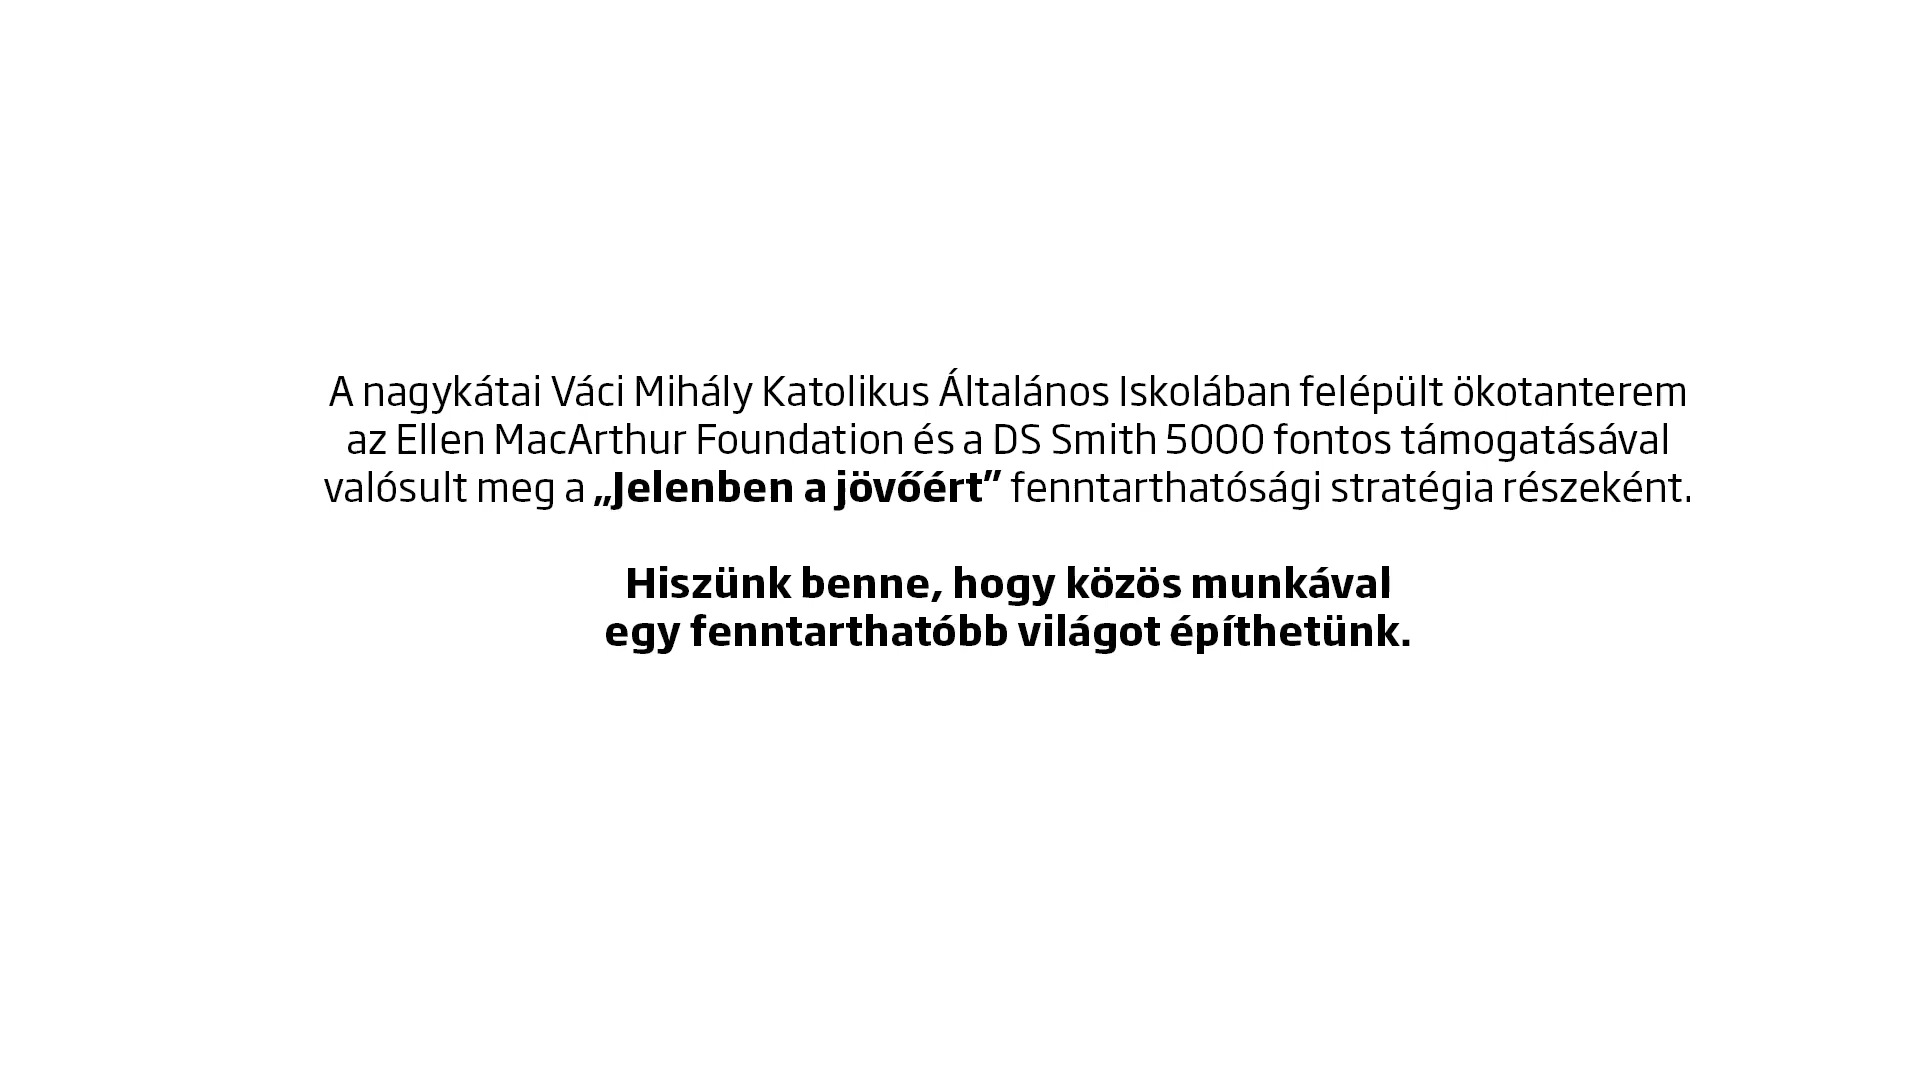 A nagykátai Váci Mihály Katolikus Általános Iskolában felépült ökotanterem
az Ellen MacArthur Foundation és a DS Smith 5000 fontos támogatásával
valósult meg a „Jelenben a jövőért” fenntarthatósági stratégia részeként.
Hiszünk benne, hogy közös munkával
egy fenntarthatóbb világot építhetünk.